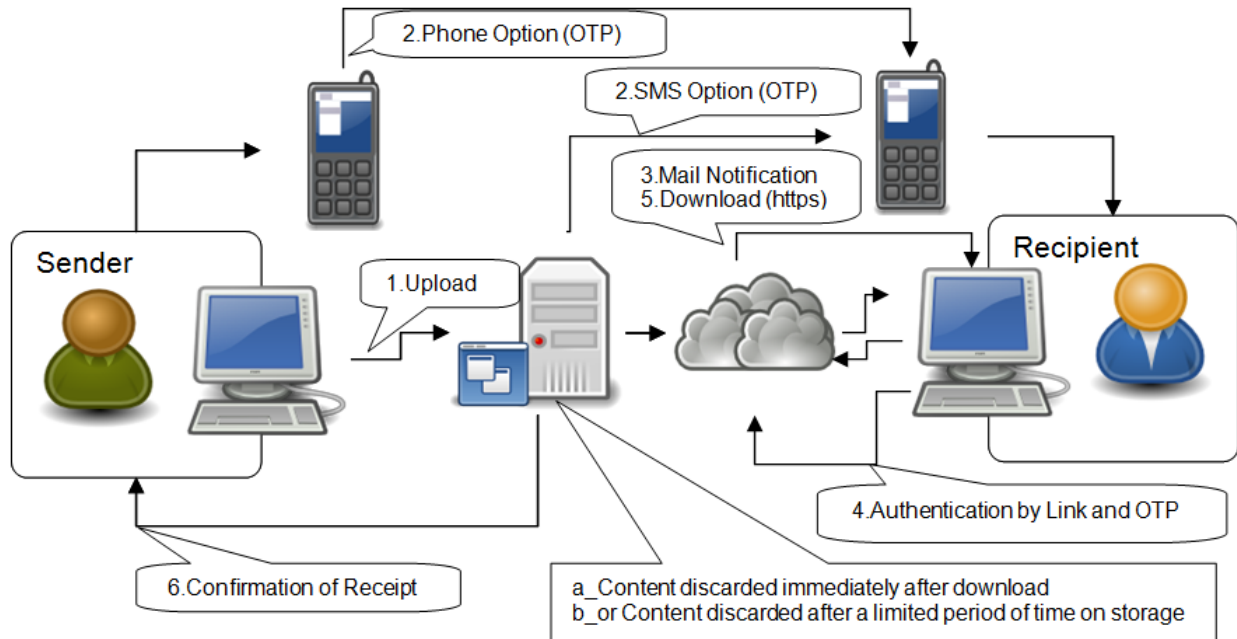 2.Phone Option (OTP)
2.SMS Option (OTP)
3.Mail Notification
5.Download (https)
Sender
Recipient
1.Upload
4.Authentication by Link and OTP
6.Confirmation of Receipt
a_Content discarded immediately after download
b_or Content discarded after a limited period of time on storage